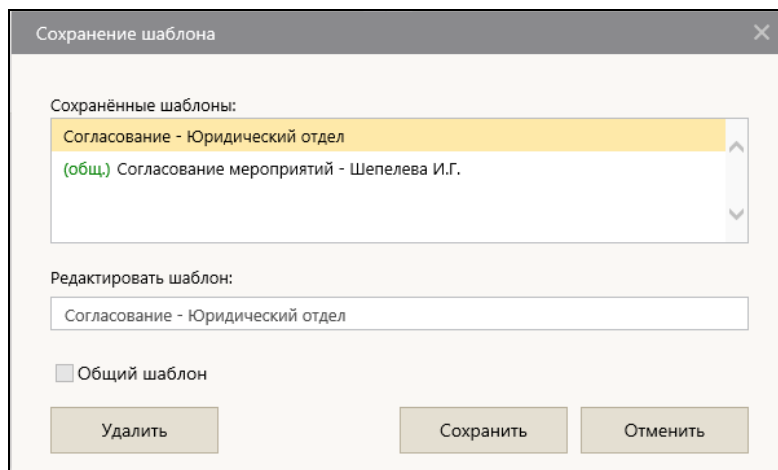 Сохранение шаблона
Сохранённые шаблоны:
Согласование - Юридический отдел
(общ.) Согласование мероприятий - Шепелева И.Г.
Редактировать шаблон:
Согласование - Юридический отдел
Общий шаблон
Удалить Сохранить Отменить